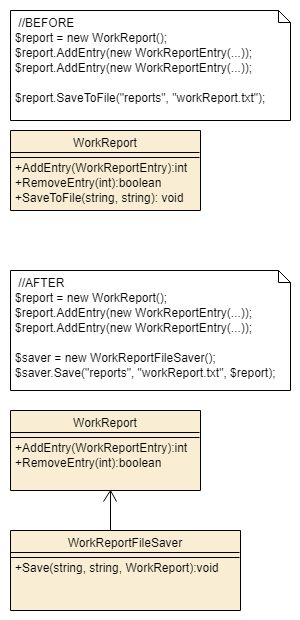 //BEFORE
$report = new WorkReport();
$report.AddEntry(new WorkReportEntry(...));
$report.AddEntry(new WorkReportEntry(...));
$report.SaveToFile("reports", "workReport.txt");
WorkReport
+AddEntry(WorkReportEntry):int
+RemoveEntry(int):boolean
+SaveToFile(string, string): void
//AFTER
$report = new WorkReport();
$report.AddEntry(new WorkReportEntry(...));
$report.AddEntry(new WorkReportEntry(...));
$saver = new WorkReportFileSaver();
$saver.Save("reports", "workReport.txt", $report);
WorkReport
+AddEntry(WorkReportEntry):int
+RemoveEntry(int):boolean
WorkReportFileSaver
+Save(string, string, WorkReport):void